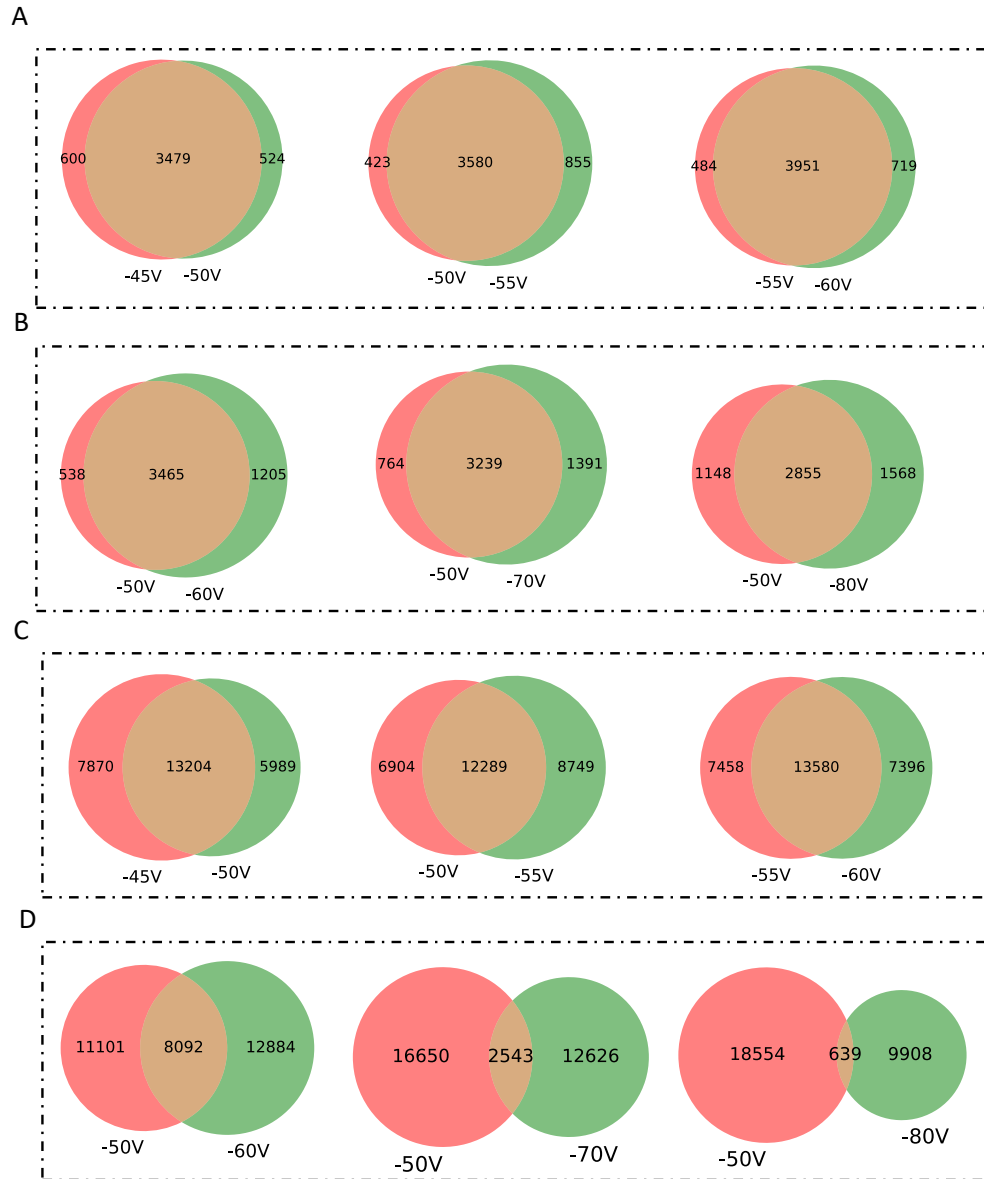 A
600 3479 524 423 3580 855 484 3951 719
-45V -50V -50V -55V -55V -60V
B
538 3465 1205 764 3239 1391 1148 2855 1568
-50V -60V -50V -70V -50V -80V
C
7870 13204 5989 6904 12289 8749 7458 13580 7396
-45V -50V -50V -55V -55V -60V
D
11101 8092 12884 16650 2543 12626 18554 639 9908
-50V -60V -50V -70V -50V -80V